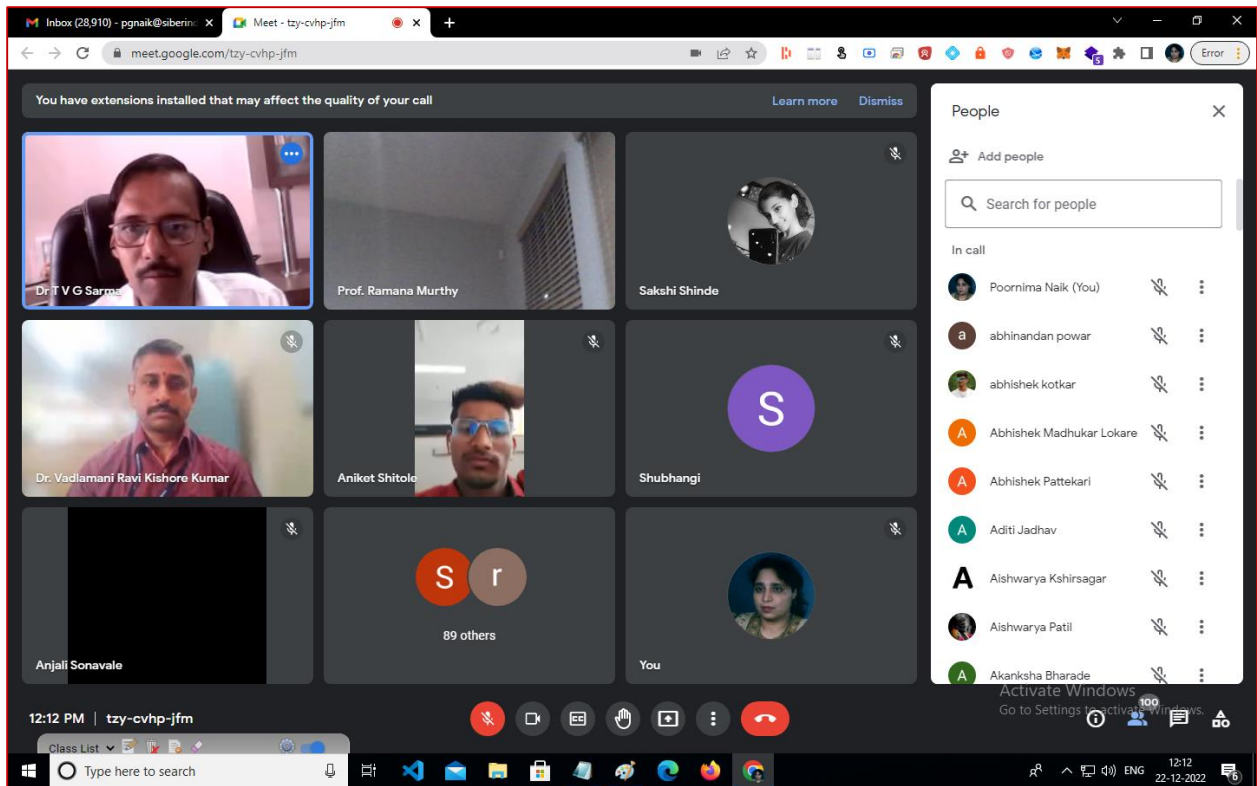 Inbox (28,910) - pgnaik@siberind
Meet - tzy-cvhp-jfm
meet.google.com/tzy-cvhp-jfm
5
Error
You have extensions installed that may affect the quality of your call
Learn more
Dismiss
Dr T V G Sarma
Prof. Ramana Murthy
Sakshi Shinde
Dr. Vadlamani Ravi Kishore Kumar
Aniket Shitole
S
Shubhangi
Anjali Sonavale
S r
89 others
You
People
Add people
Search for people
In call
Poornima Naik (You)
a abhinandan powar
abhishek kotkar
A Abhishek Madhukar Lokare
A Abhishek Pattekari
A Aditi Jadhav
A Aishwarya Kshirsagar
Aishwarya Patil
A Akanksha Bharade
Activate Windows
Go to Settings to activate Windows.
100
12:12 PM | tzy-cvhp-jfm
CC
Class List
Type here to search
ENG
12:12
22-12-2022
6